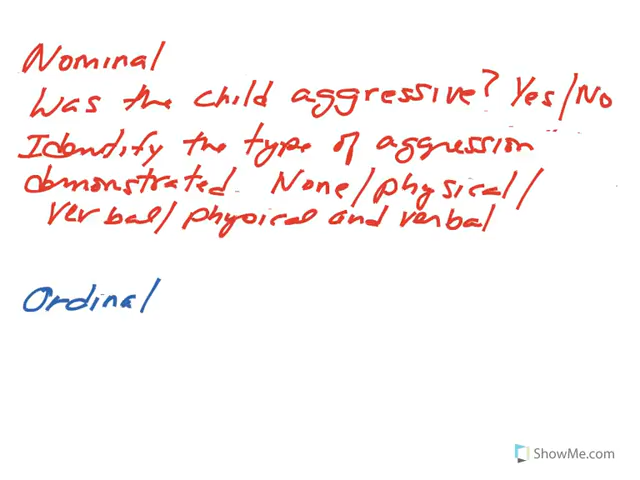 Nominal
Was the child aggressive? Yes/No
Identify the type of aggression
demonstrated None/physical/
verbal/physical and verbal
Ordinal
ShowMe.com